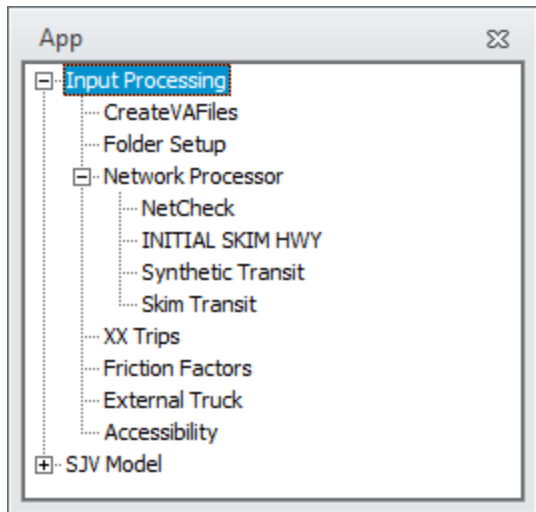 App
Input Processing
CreateVAFiles
Folder Setup
Network Processor
NetCheck
INITIAL SKIM HWY
Synthetic Transit
Skim Transit
XX Trips
Friction Factors
External Truck
Accessibility
SJV Model